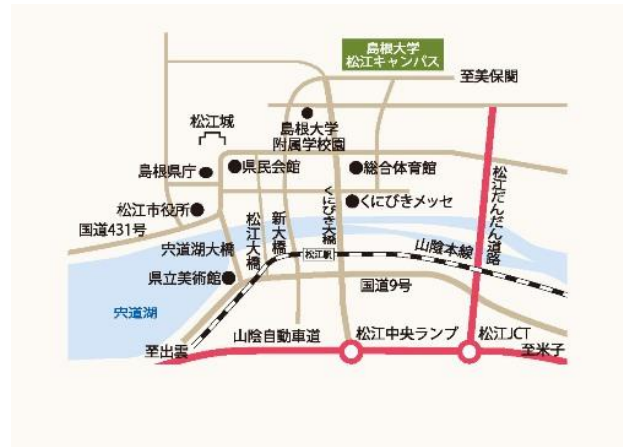 島根大学
松江キャンパス
至美保関
松江城
島根大学
附属学校園
県民会館
総合体育館
島根県庁
松江だんだん道路
くにびきメッセ
松江市役所
くにびき大橋
国道431号
新大橋
松江大橋
宍道湖大橋
山陰本線
松江駅
県立美術館
国道9号
宍道湖
山陰自動車道
松江中央ランプ
松江JCT
至出雲
至米子